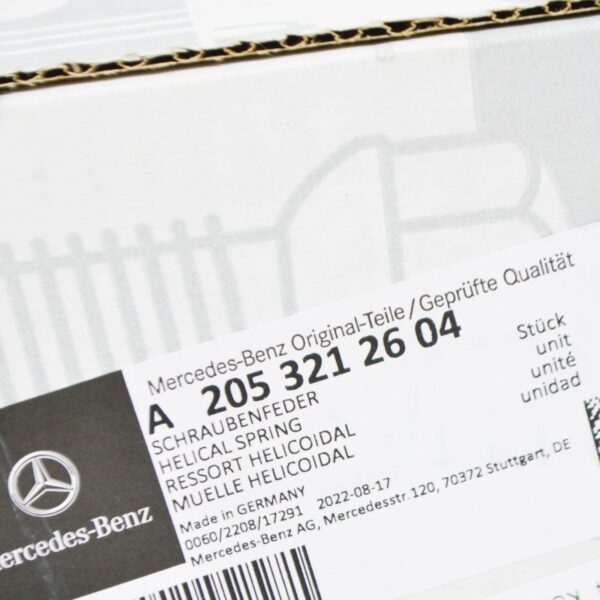 Mercedes-Benz Original-Teile / Geprüfte Qualität
A 205 321 26 04
SCHRAUBENFEDER
HELICAL SPRING
RESSORT HELICOIDAL
MUELLE HELICOIDAL
Stück
unit
unité
unidad
Made in GERMANY
0060/2208/17291 2022-08-17
Mercedes-Benz AG, Mercedesstr.120, 70372 Stuttgart, DE
Mercedes-Benz